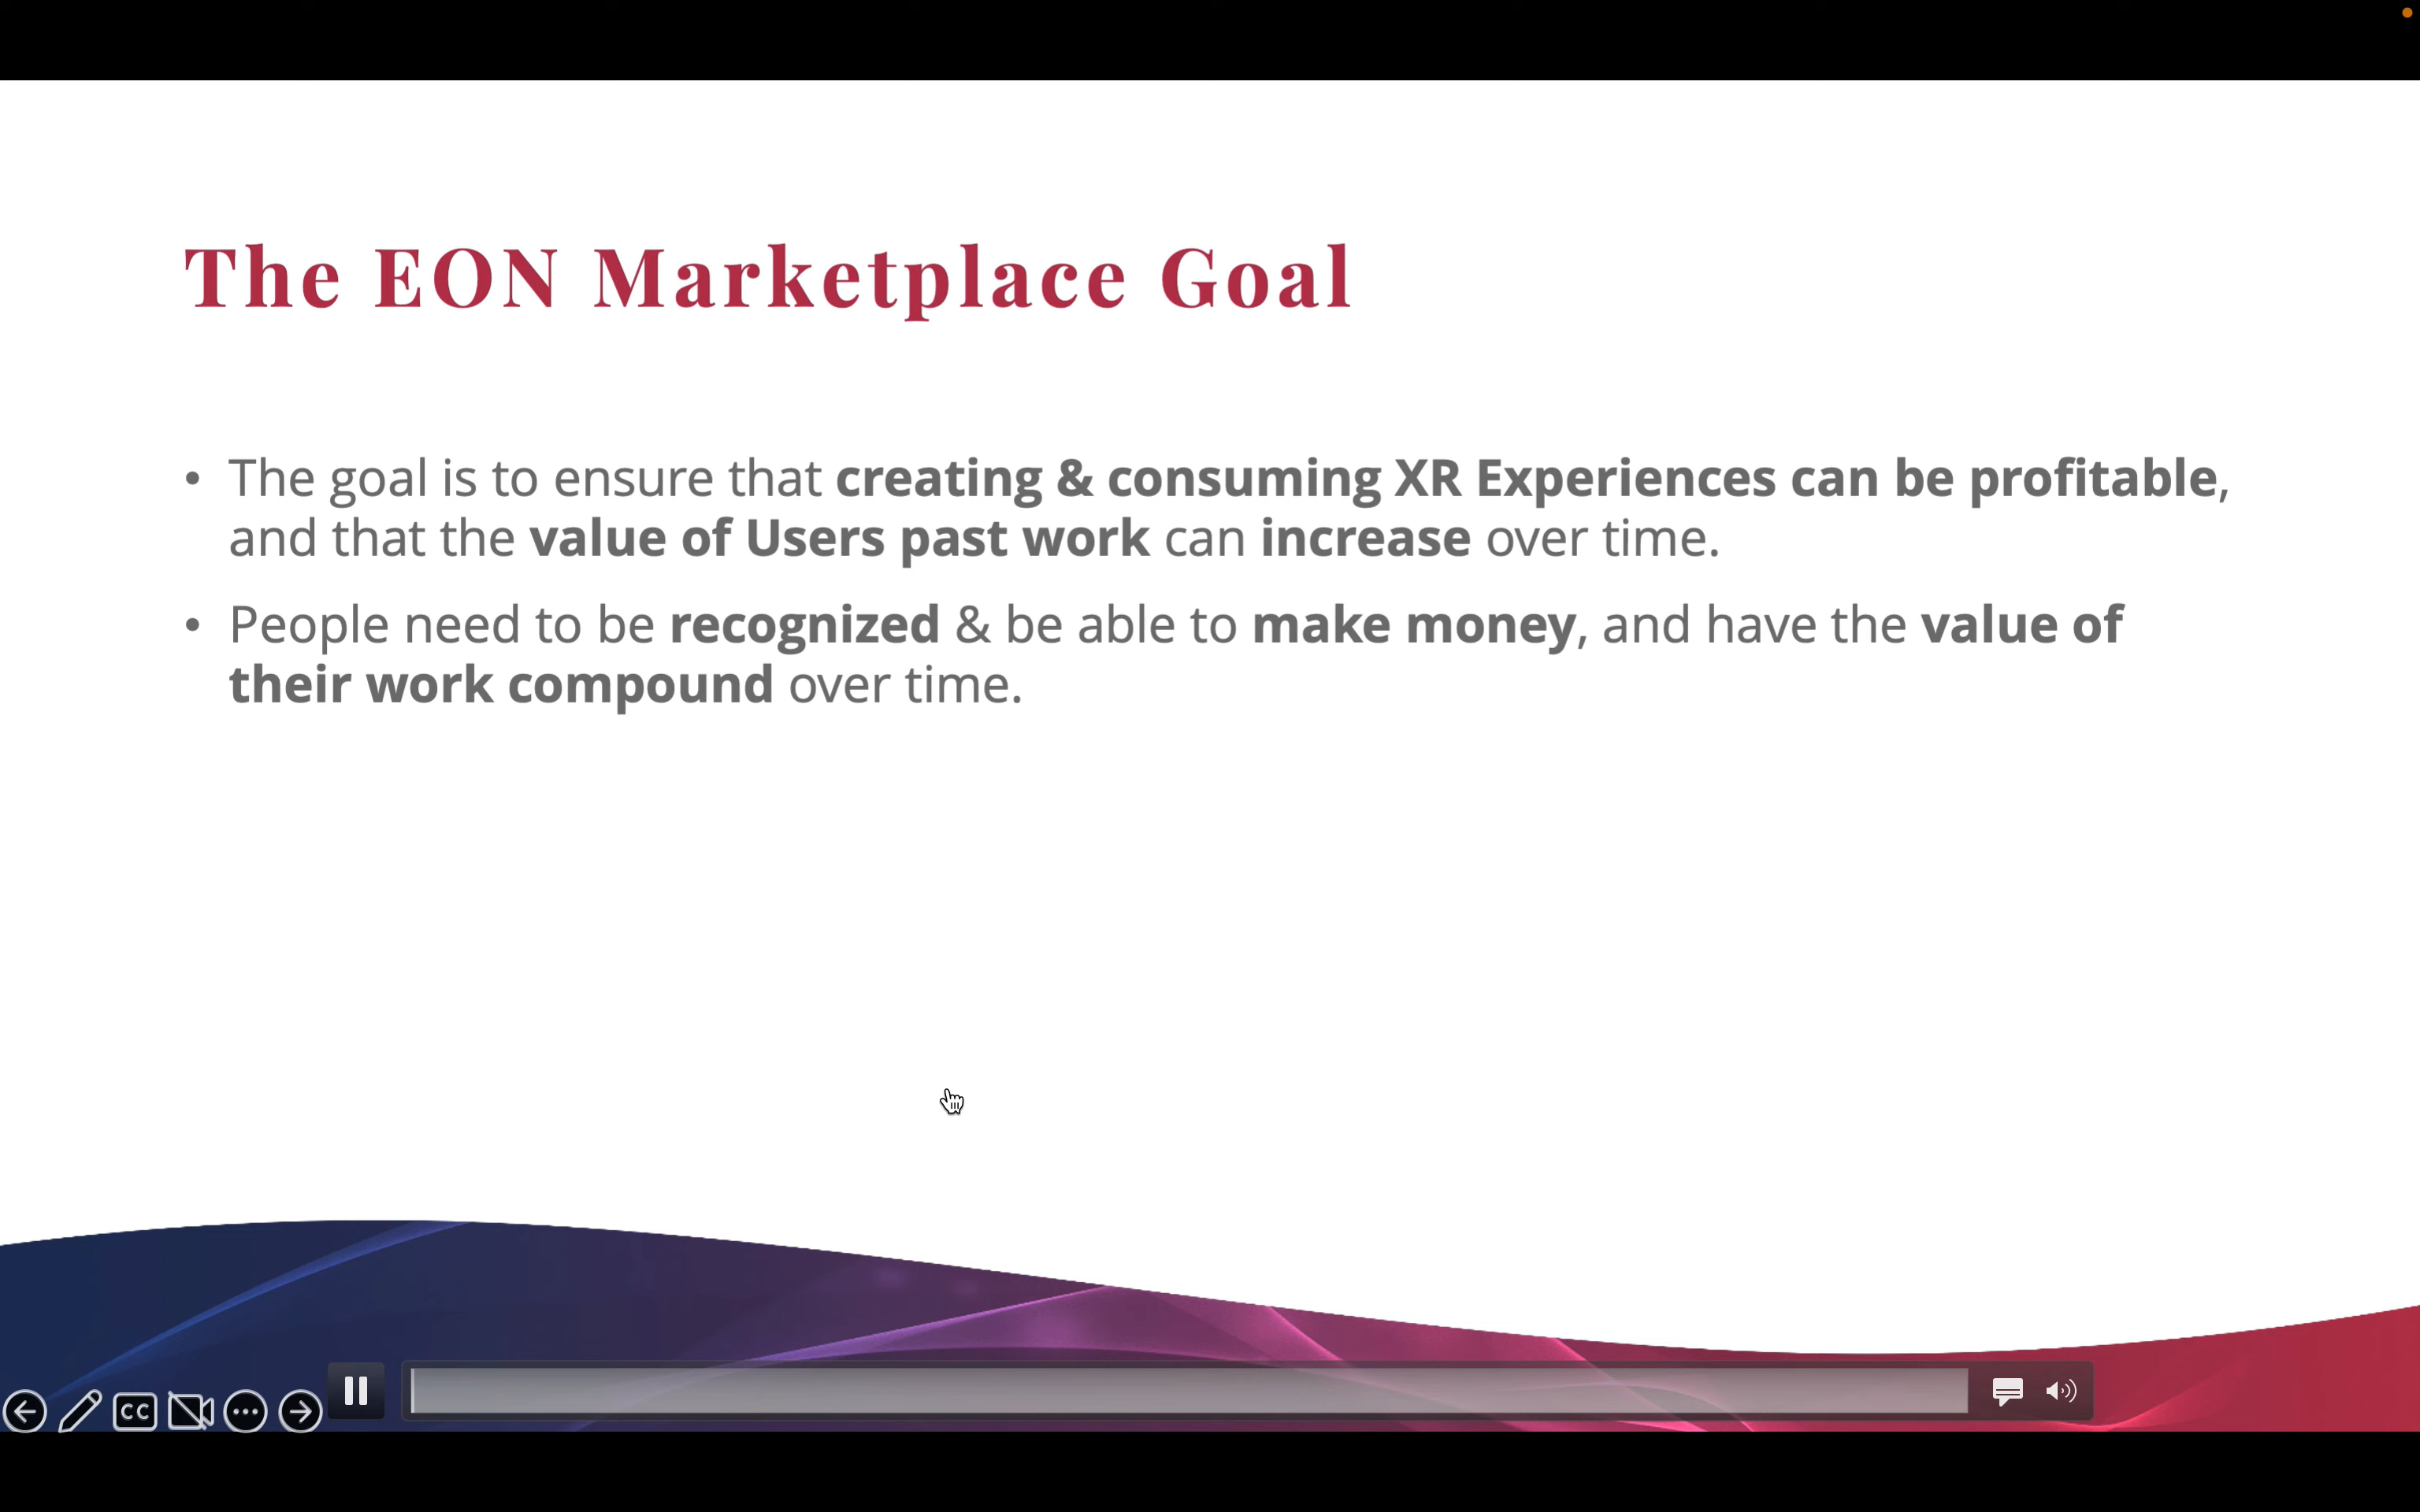 The EON Marketplace Goal
• The goal is to ensure that creating & consuming XR Experiences can be profitable,
and that the value of Users past work can increase over time.
• People need to be recognized & be able to make money, and have the value of
their work compound over time.
CC